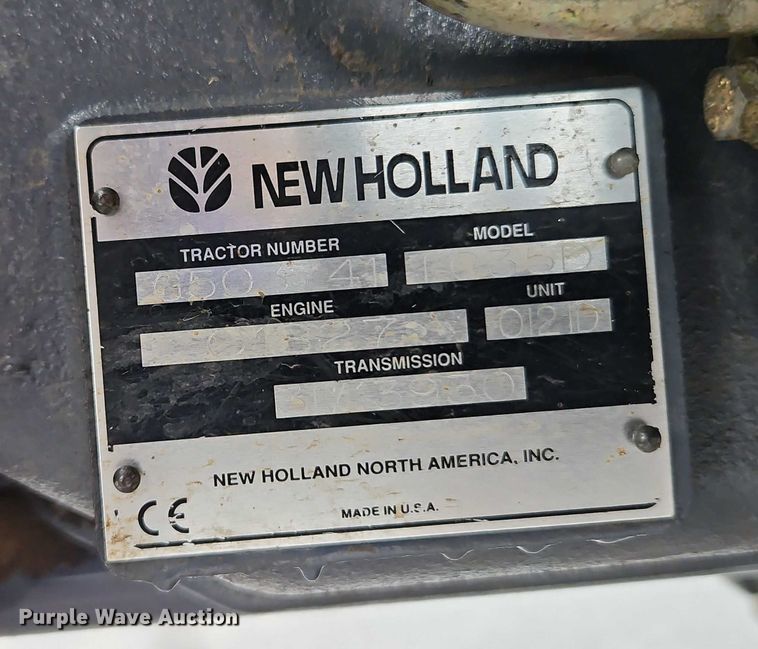 NEW HOLLAND
TRACTOR NUMBER
MODEL
ENGINE
UNIT
0121D
TRANSMISSION
NEW HOLLAND NORTH AMERICA, INC.
CE
MADE IN U.S.A.
Purple Wave Auction